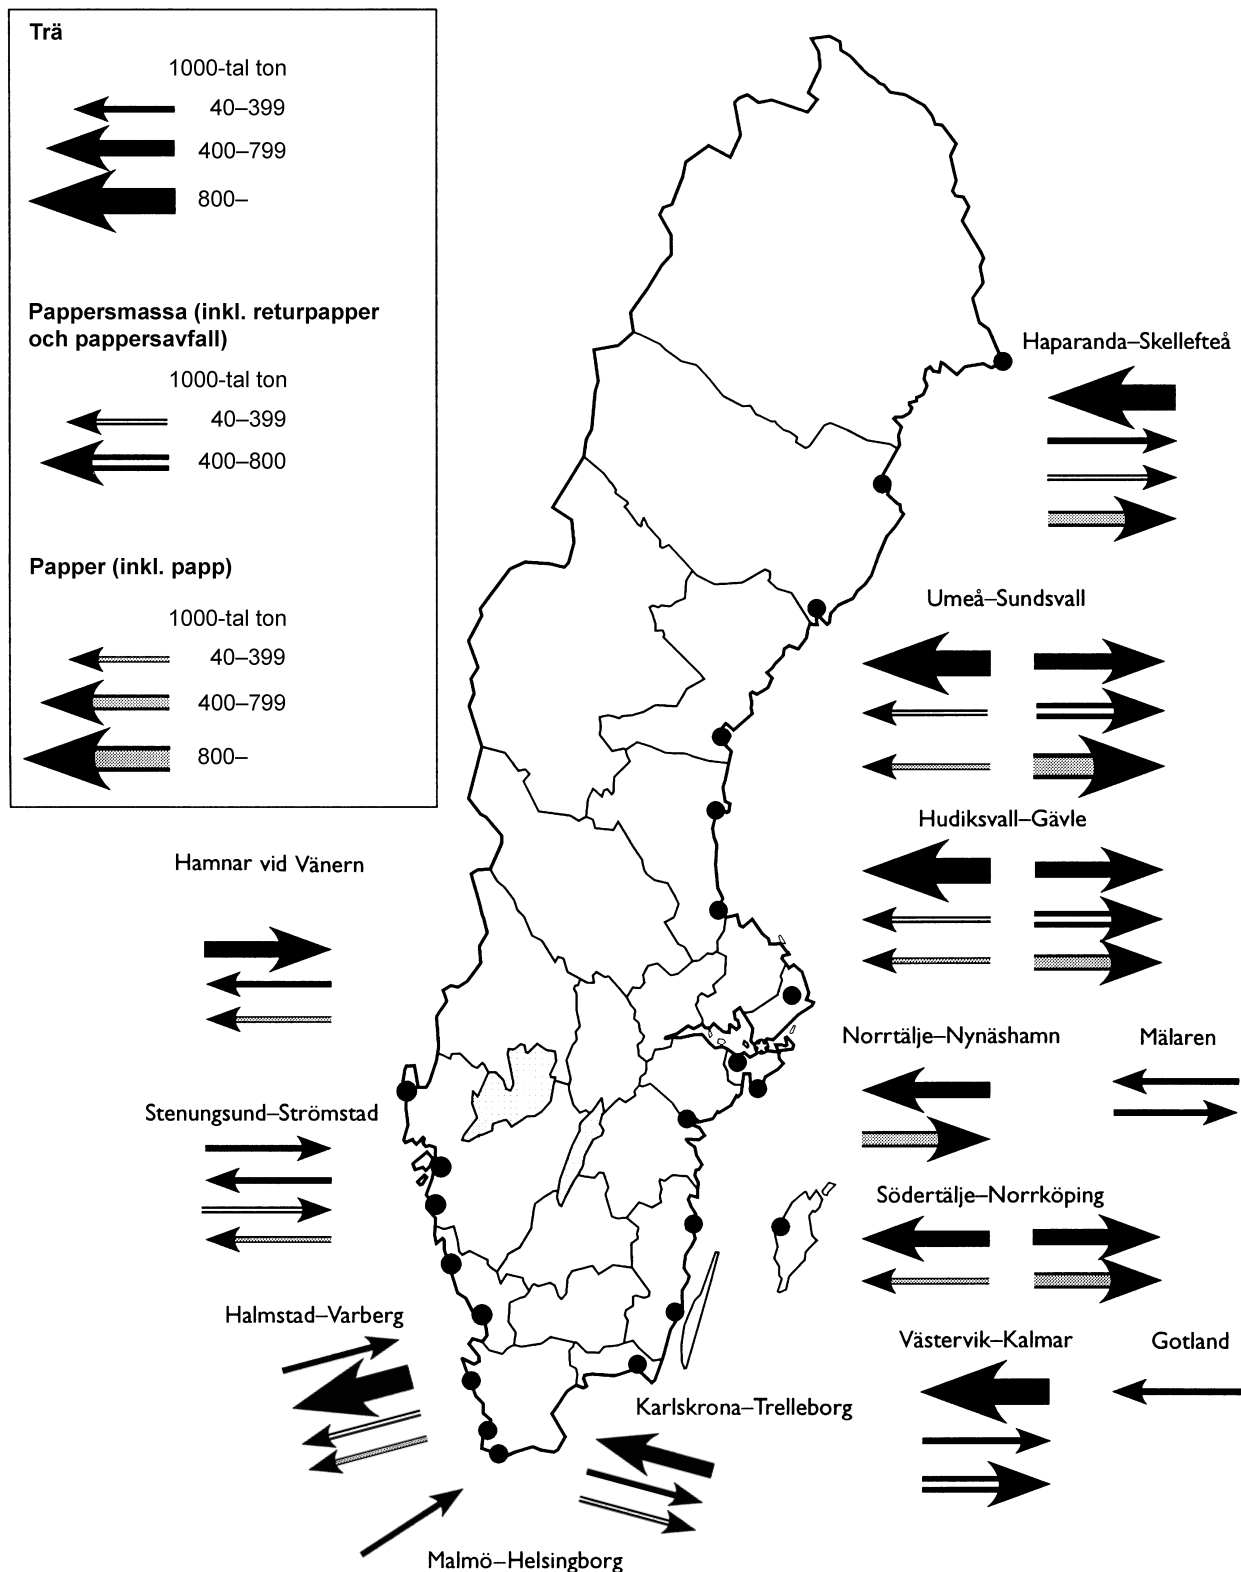 Trä
1000-tal ton
40–399
400–799
800–
Pappersmassa (inkl. returpapper
och pappersavfall)
1000-tal ton
40–399
400–800
Papper (inkl. papp)
1000-tal ton
40–399
400–799
800–
Haparanda–Skellefteå
Umeå–Sundsvall
Hudiksvall–Gävle
Hamnar vid Vänern
Norrtälje–Nynäshamn
Mälaren
Stenungsund–Strömstad
Södertälje–Norrköping
Halmstad–Varberg
Västervik–Kalmar
Gotland
Karlskrona–Trelleborg
Malmö–Helsingborg